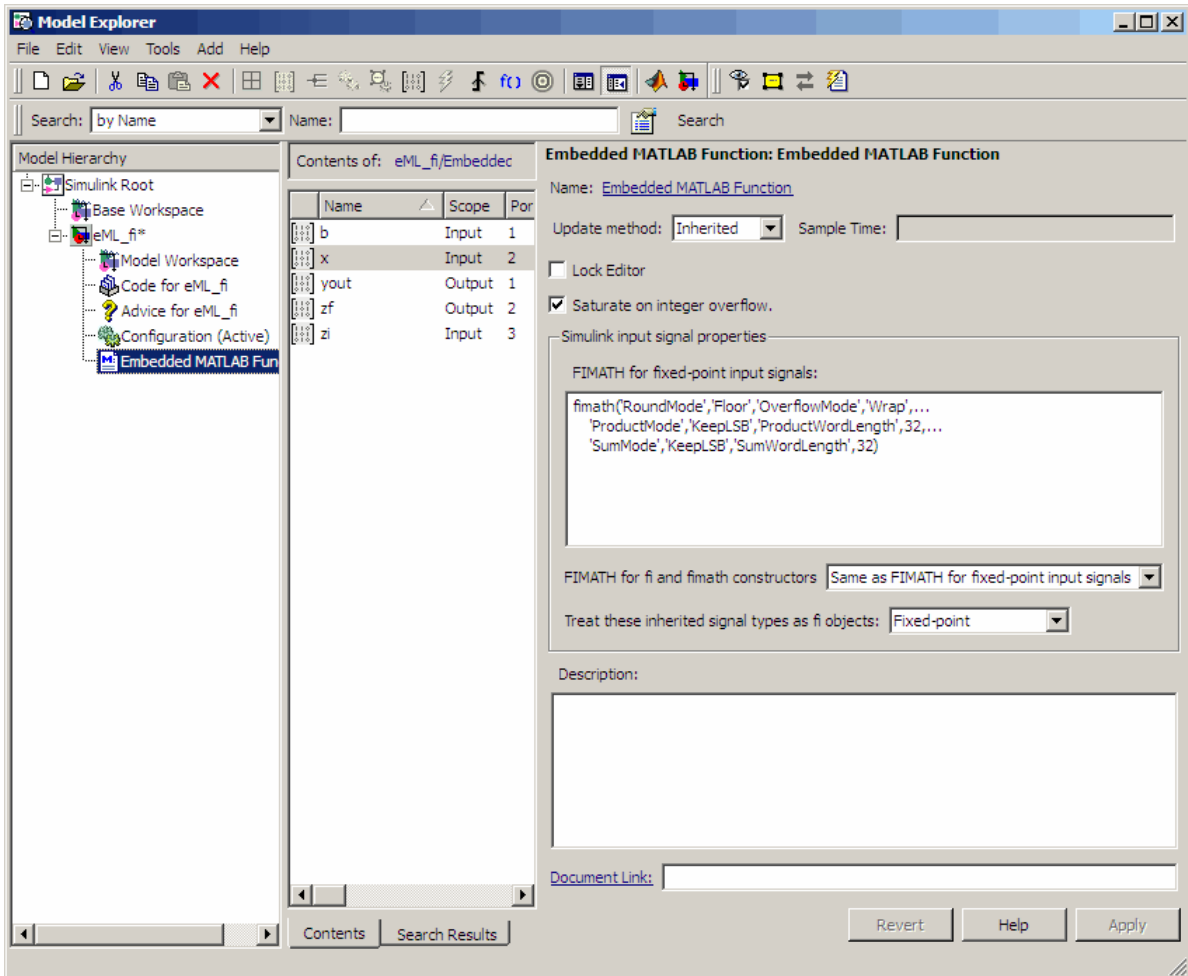 Model Explorer
File Edit View Tools Add Help
Search: by Name Name: Search
Model Hierarchy
Simulink Root
Base Workspace
eML_fi*
Model Workspace
Code for eML_fi
Advice for eML_fi
Configuration (Active)
Embedded MATLAB Fun
Contents of: eML_fi/Embeddec
Name Scope Por
b Input 1
x Input 2
yout Output 1
zf Output 2
zi Input 3
Contents Search Results
Embedded MATLAB Function: Embedded MATLAB Function
Name: Embedded MATLAB Function
Update method: Inherited Sample Time:
Lock Editor
Saturate on integer overflow.
Simulink input signal properties
FIMATH for fixed-point input signals:
fimath('RoundMode','Floor','OverflowMode','Wrap',...
'ProductMode','KeepLSB','ProductWordLength',32,...
'SumMode','KeepLSB','SumWordLength',32)
FIMATH for fi and fimath constructors Same as FIMATH for fixed-point input signals
Treat these inherited signal types as fi objects: Fixed-point
Description:
Document Link:
Revert Help Apply